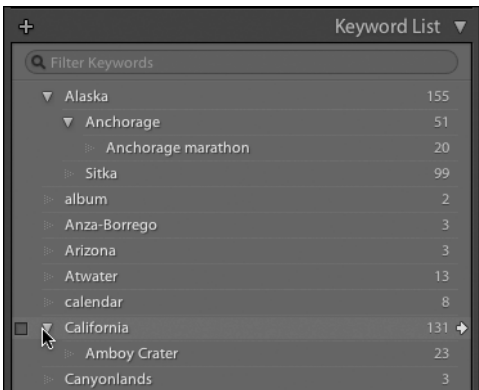 Keyword List
Filter Keywords
Alaska 155
Anchorage 51
Anchorage marathon 20
Sitka 99
album 2
Anza-Borrego 3
Arizona 3
Atwater 13
calendar 8
California 131
Amboy Crater 23
Canyonlands 3